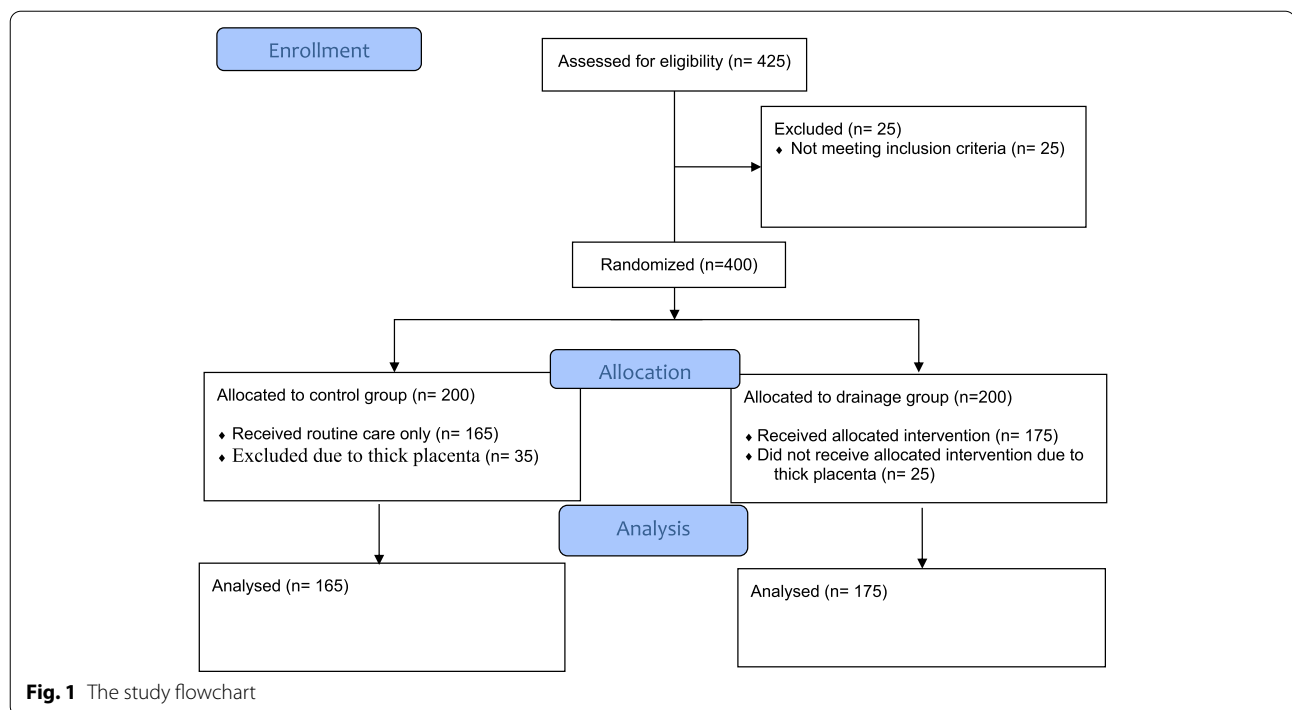 Enrollment
Assessed for eligibility (n= 425)
Excluded (n= 25)
♦ Not meeting inclusion criteria (n= 25)
Randomized (n=400)
Allocation
Allocated to control group (n= 200)
♦ Received routine care only (n= 165)
♦ Excluded due to thick placenta (n= 35)
Allocated to drainage group (n=200)
♦ Received allocated intervention (n= 175)
♦ Did not receive allocated intervention due to
thick placenta (n= 25)
Analysis
Analysed (n= 165)
Analysed (n= 175)
Fig. 1 The study flowchart